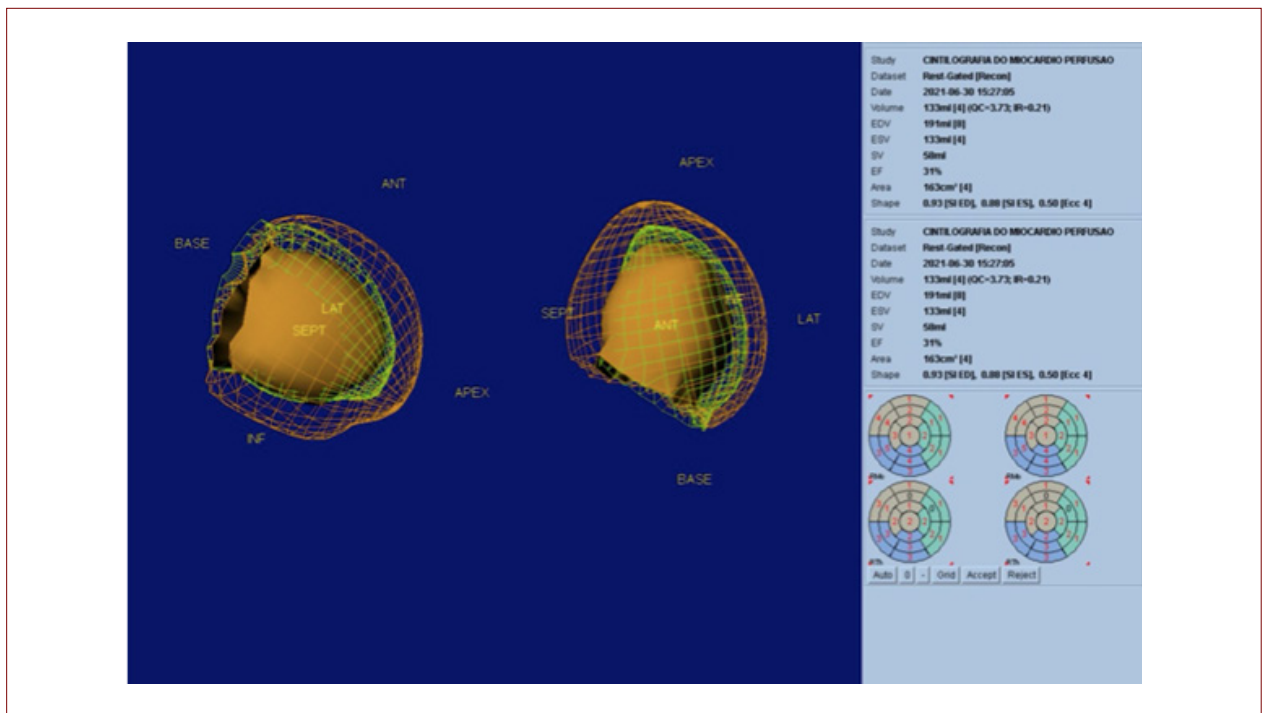 ANT
BASE
LAT
SEPT
APEX
INF
APEX
SEPT
ANT
LAT
BASE
Study CINTILOGRAFIA DO MIOCARDIO PERFUSAO
Dataset Rest-Gated [Recon]
Date 2021-06-30 15:27:05
Volume 133ml [4] (QC=3.73; IR=0.21)
EDV 191ml [8]
ESV 133ml [4]
SV 58ml
EF 31%
Area 163cm² [4]
Shape 0.93 [SI ED], 0.88 [SI ES], 0.50 [Ecc 4]
Study CINTILOGRAFIA DO MIOCARDIO PERFUSAO
Dataset Rest-Gated [Recon]
Date 2021-06-30 15:27:05
Volume 133ml [4] (QC=3.73; IR=0.21)
EDV 191ml [8]
ESV 133ml [4]
SV 58ml
EF 31%
Area 163cm² [4]
Shape 0.93 [SI ED], 0.88 [SI ES], 0.50 [Ecc 4]
Auto 0 - Grid Accept Reject